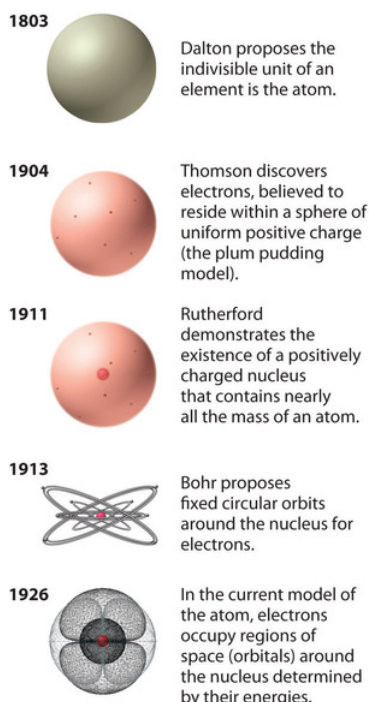 1803
Dalton proposes the
indivisible unit of an
element is the atom.
1904
Thomson discovers
electrons, believed to
reside within a sphere of
uniform positive charge
(the plum pudding
model).
1911
Rutherford
demonstrates the
existence of a positively
charged nucleus
that contains nearly
all the mass of an atom.
1913
Bohr proposes
fixed circular orbits
around the nucleus for
electrons.
1926
In the current model of
the atom, electrons
occupy regions of
space (orbitals) around
the nucleus determined
by their energies.